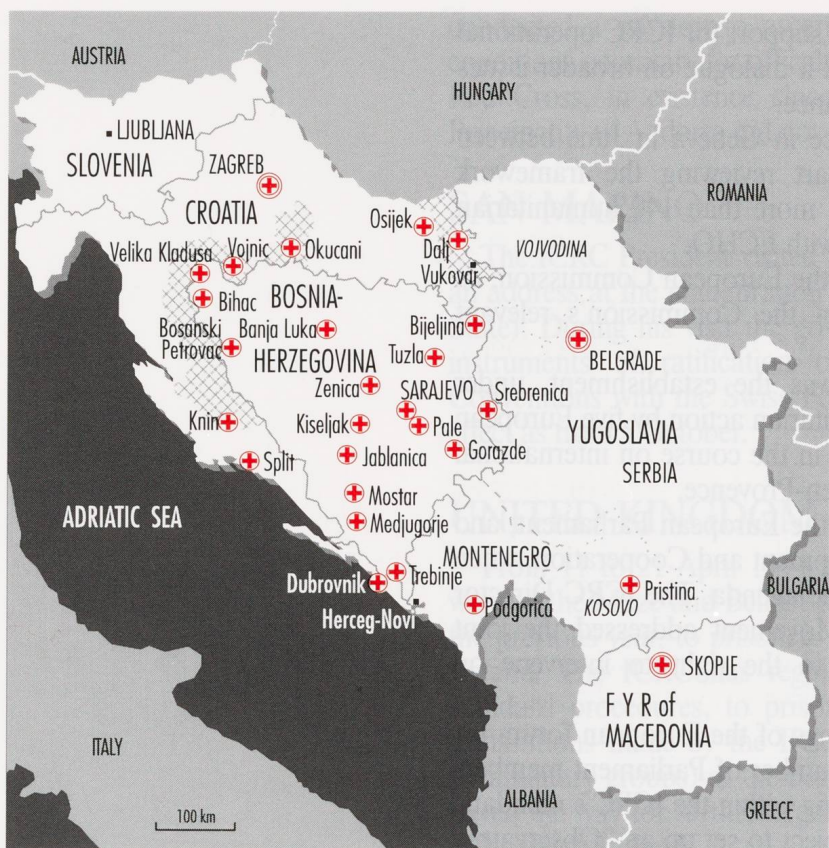 AUSTRIA
HUNGARY
LJUBLJANA
SLOVENIA
ZAGREB
ROMANIA
CROATIA
Osijek
Velika Kladusa
Vojnic
Okucani
Dalj
VOJVODINA
Vukovar
Bihac
BOSNIA-
Bosanski
Petrovac
Banja Luka
Bijeljina
HERZEGOVINA
Tuzla
BELGRADE
Zenica
SARAJEVO
Srebrenica
Knin
Kiseljak
Pale
YUGOSLAVIA
Gorazde
Split
Jablanica
SERBIA
Mostar
ADRIATIC SEA
Medjugorje
MONTENEGRO
Trebinje
Dubrovnik
Pristina
BULGARIA
Podgorica
KOSOVO
Herceg-Novi
SKOPJE
F Y R of
MACEDONIA
ITALY
100 km
ALBANIA
GREECE